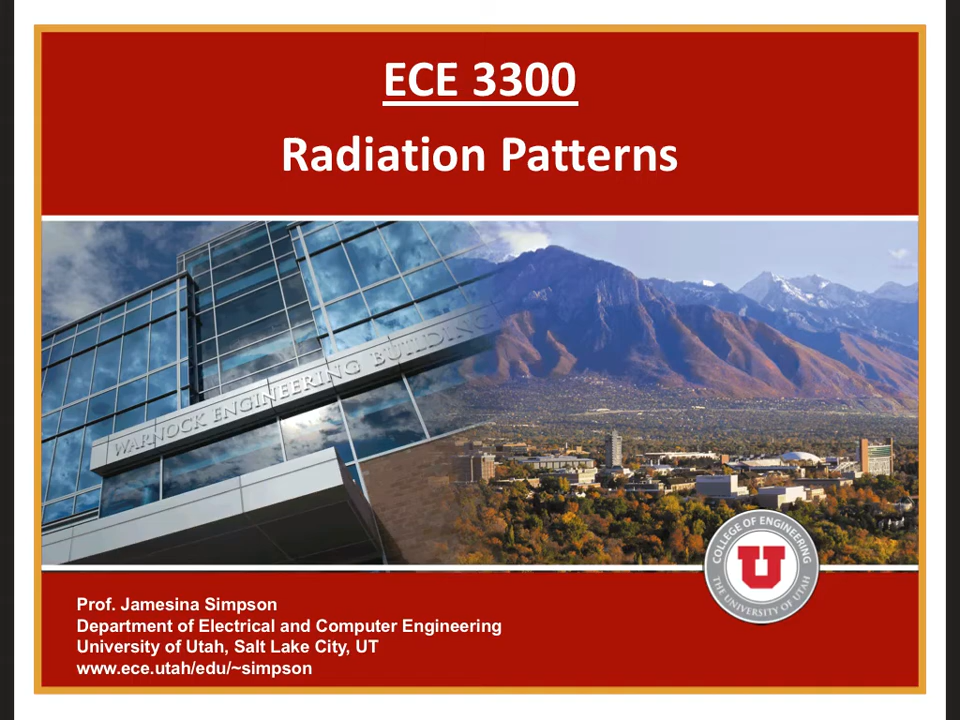 ECE 3300
Radiation Patterns
WARNOCK ENGINEERING BUILDING
COLLEGE OF ENGINEERING
U
THE UNIVERSITY OF UTAH
Prof. Jamesina Simpson
Department of Electrical and Computer Engineering
University of Utah, Salt Lake City, UT
www.ece.utah/edu/~simpson